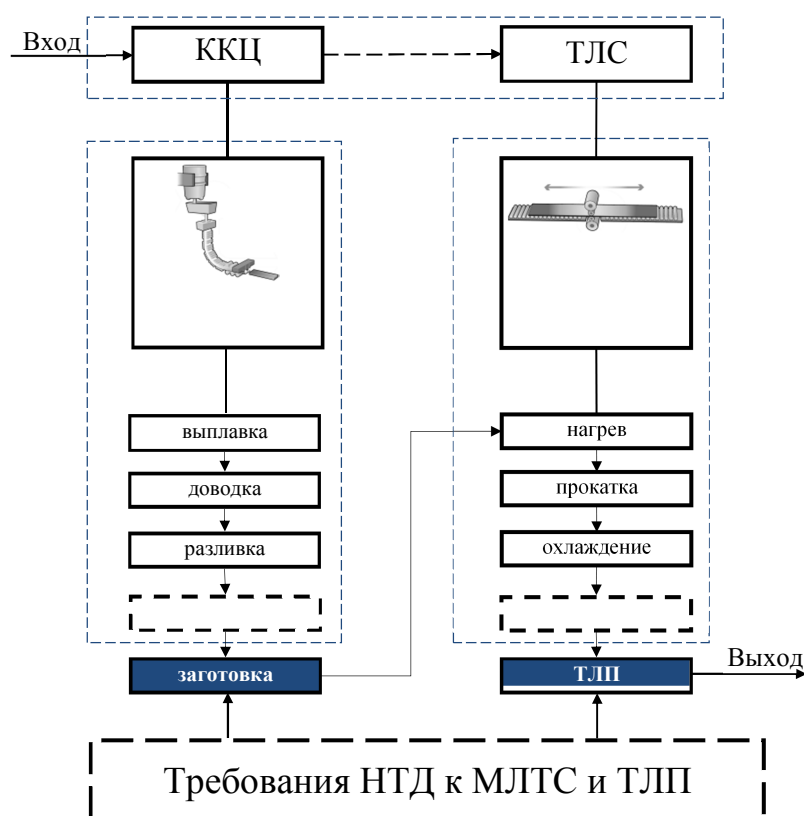 Вход
ККЦ
ТЛС
выплавка
доводка
разливка
заготовка
нагрев
прокатка
охлаждение
ТЛП
Выход
Требования НТД к МЛТС и ТЛП